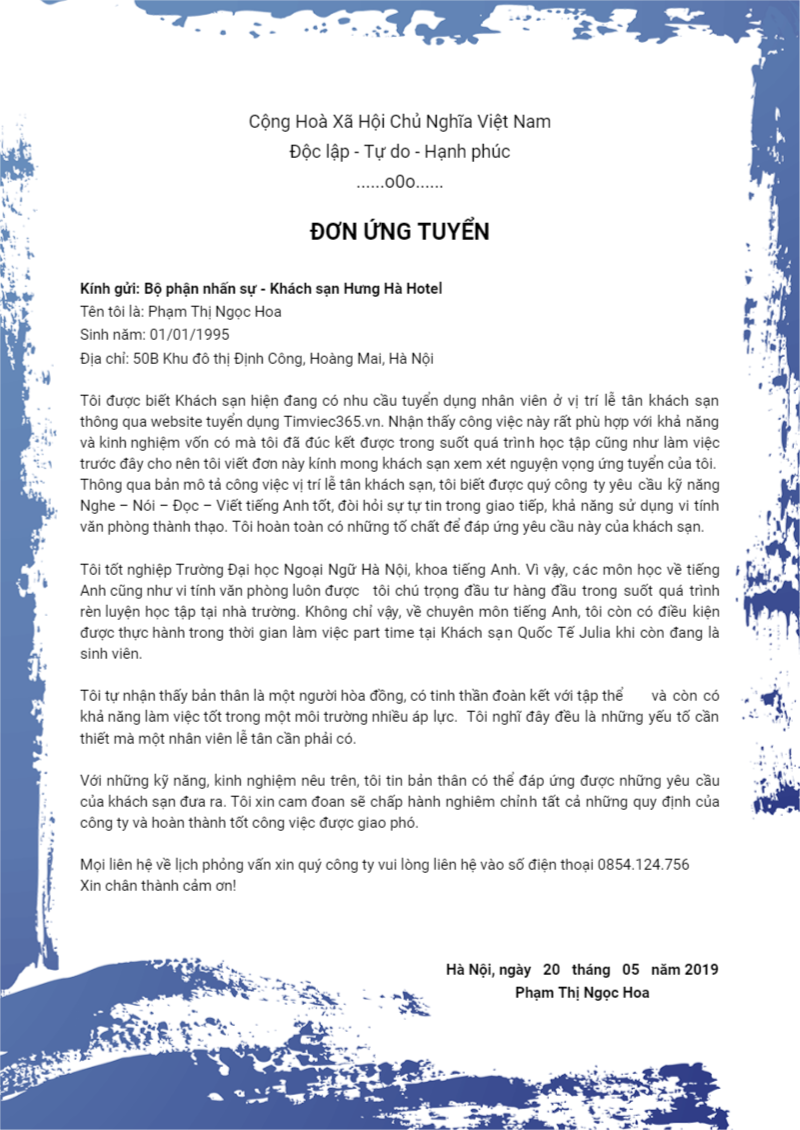 Cộng Hoà Xã Hội Chủ Nghĩa Việt Nam
Độc lập - Tự do - Hạnh phúc
......o0o......
ĐƠN ỨNG TUYỂN
Kính gửi: Bộ phận nhấn sự - Khách sạn Hưng Hà Hotel
Tên tôi là: Phạm Thị Ngọc Hoa
Sinh năm: 01/01/1995
Địa chỉ: 50B Khu đô thị Định Công, Hoàng Mai, Hà Nội
Tôi được biết Khách sạn hiện đang có nhu cầu tuyển dụng nhân viên ở vị trí lễ tân khách sạn
thông qua website tuyển dụng Timviec365.vn. Nhận thấy công việc này rất phù hợp với khả năng
và kinh nghiệm vốn có mà tôi đã đúc kết được trong suốt quá trình học tập cũng như làm việc
trước đây cho nên tôi viết đơn này kính mong khách sạn xem xét nguyện vọng ứng tuyển của tôi.
Thông qua bản mô tả công việc vị trí lễ tân khách sạn, tôi biết được quý công ty yêu cầu kỹ năng
Nghe – Nói – Đọc – Viết tiếng Anh tốt, đòi hỏi sự tự tin trong giao tiếp, khả năng sử dụng vi tính
văn phòng thành thạo. Tôi hoàn toàn có những tố chất để đáp ứng yêu cầu này của khách sạn.
Tôi tốt nghiệp Trường Đại học Ngoại Ngữ Hà Nội, khoa tiếng Anh. Vì vậy, các môn học về tiếng
Anh cũng như vi tính văn phòng luôn được tôi chú trọng đầu tư hàng đầu trong suốt quá trình
rèn luyện học tập tại nhà trường. Không chỉ vậy, về chuyên môn tiếng Anh, tôi còn có điều kiện
được thực hành trong thời gian làm việc part time tại Khách sạn Quốc Tế Julia khi còn đang là
sinh viên.
Tôi tự nhận thấy bản thân là một người hòa đồng, có tinh thần đoàn kết với tập thể và còn có
khả năng làm việc tốt trong một môi trường nhiều áp lực. Tôi nghĩ đây đều là những yếu tố cần
thiết mà một nhân viên lễ tân cần phải có.
Với những kỹ năng, kinh nghiệm nêu trên, tôi tin bản thân có thể đáp ứng được những yêu cầu
của khách sạn đưa ra. Tôi xin cam đoan sẽ chấp hành nghiêm chỉnh tất cả những quy định của
công ty và hoàn thành tốt công việc được giao phó.
Mọi liên hệ về lịch phỏng vấn xin quý công ty vui lòng liên hệ vào số điện thoại 0854.124.756
Xin chân thành cảm ơn!
Hà Nội, ngày 20 tháng 05 năm 2019
Phạm Thị Ngọc Hoa